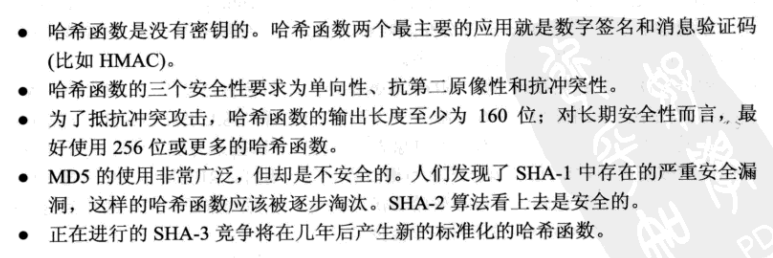 ● 哈希函数是没有密钥的。哈希函数两个最主要的应用就是数字签名和消息验证码
(比如 HMAC)。
● 哈希函数的三个安全性要求为单向性、抗第二原像性和抗冲突性。
● 为了抵抗冲突攻击，哈希函数的输出长度至少为 160 位；对长期安全性而言，最
好使用 256 位或更多的哈希函数。
● MD5 的使用非常广泛，但却是不安全的。人们发现了 SHA-1 中存在的严重安全漏
洞，这样的哈希函数应该被逐步淘汰。SHA-2 算法看上去是安全的。
● 正在进行的 SHA-3 竞争将在几年后产生新的标准化的哈希函数。
PD